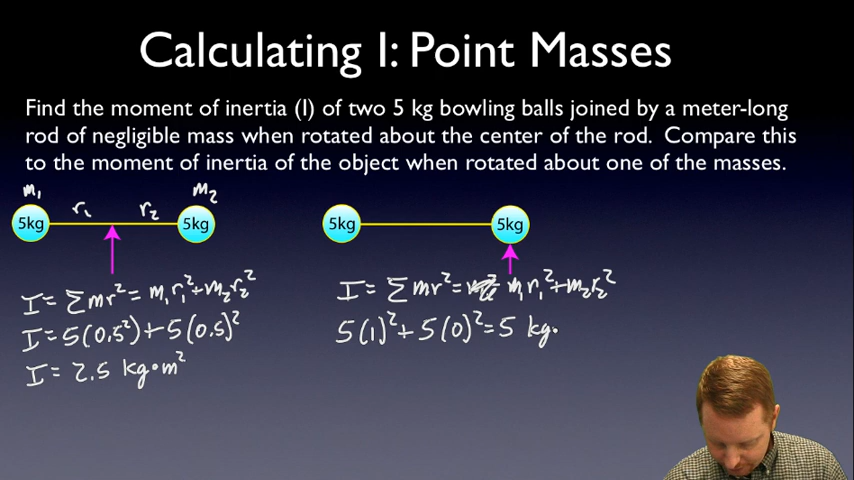 Calculating I: Point Masses
Find the moment of inertia (I) of two 5 kg bowling balls joined by a meter-long
rod of negligible mass when rotated about the center of the rod. Compare this
to the moment of inertia of the object when rotated about one of the masses.
m₁ m₂
r₁ r₂
5kg 5kg
5kg 5kg
I = ∑mr² = m₁r₁² + m₂r₂²
I = 5(0.5²) + 5(0.5)²
I = 2.5 kg•m²
I = ∑mr² = m₁r₁² + m₂r₂²
5(1)² + 5(0)² = 5 kg•